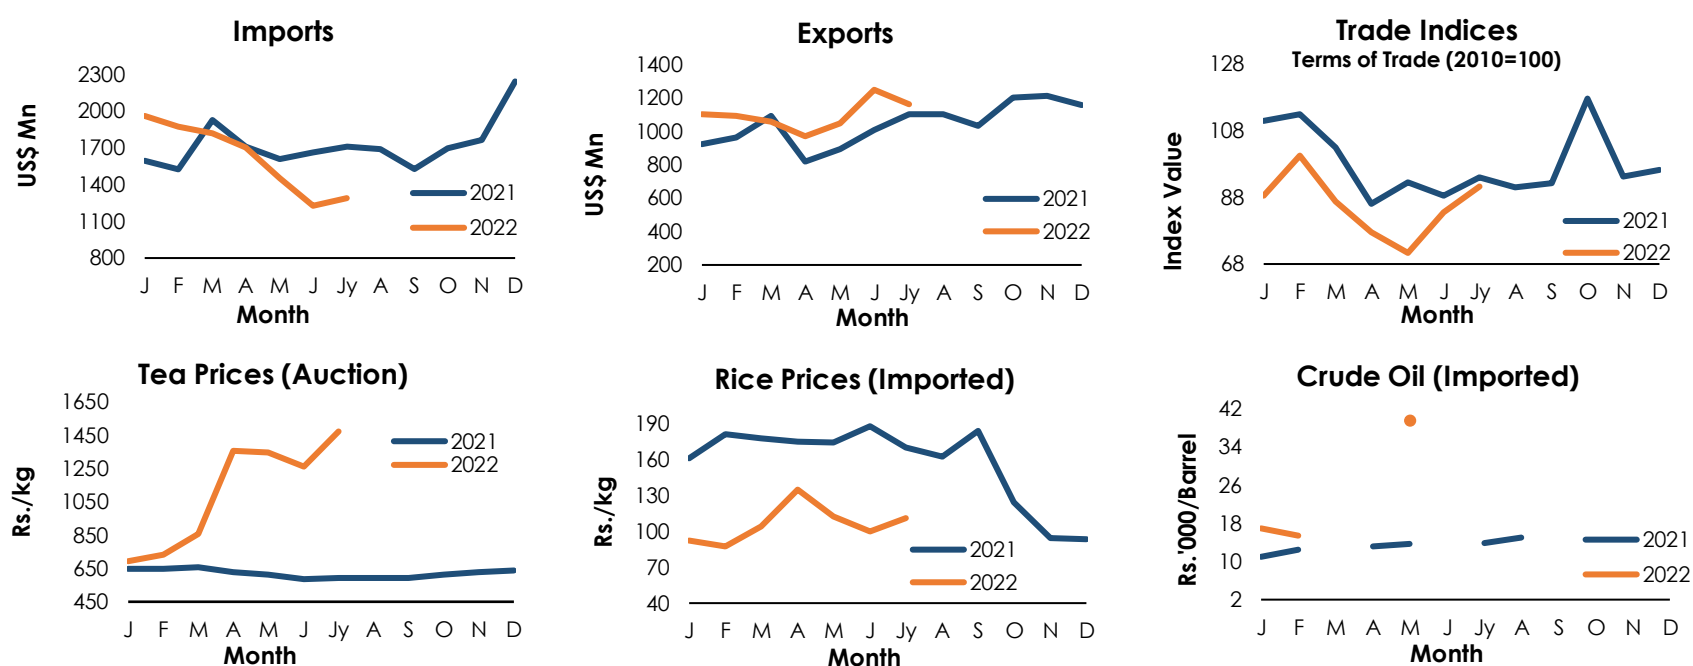 Imports
US$ Mn
2300
2000
1700
1400
1100
800
2021
2022
J F M A M J Jy A S O N D
Month
Exports
US$ Mn
1400
1200
1000
800
600
400
200
2021
2022
J F M A M J Jy A S O N D
Month
Trade Indices
Terms of Trade (2010=100)
Index Value
128
108
88
68
2021
2022
J F M A M J Jy A S O N D
Month
Tea Prices (Auction)
Rs./kg
1650
1450
1250
1050
850
650
450
2021
2022
J F M A M J Jy A S O N D
Month
Rice Prices (Imported)
Rs./kg
190
160
130
100
70
40
2021
2022
J F M A M J Jy A S O N D
Month
Crude Oil (Imported)
Rs.'000/Barrel
42
34
26
18
10
2
2021
2022
J F M A M J Jy A S O N D
Month